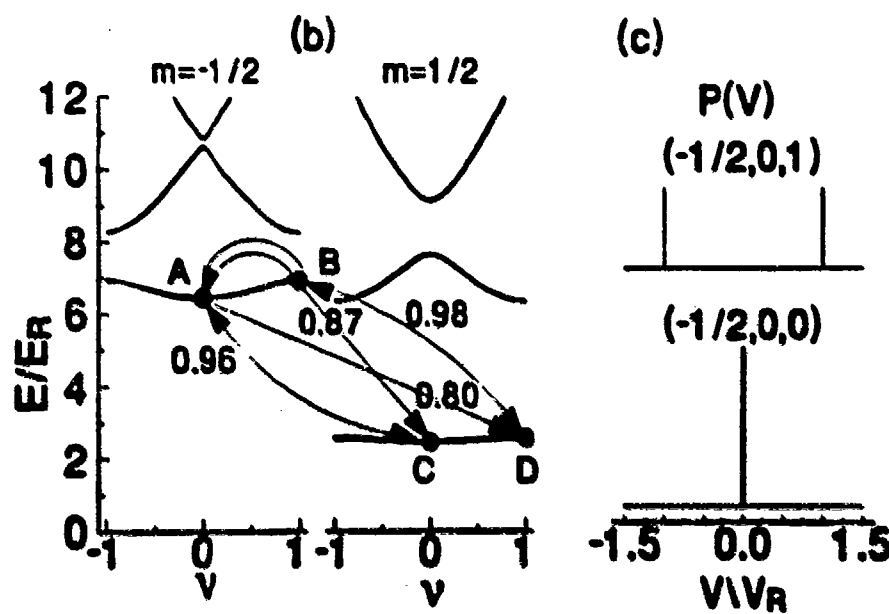 (b)
m=-1/2
m=1/2
E/E_R
12
10
8
6
4
2
0
A
B
0.87
0.98
0.96
0.80
C
D
-1
0
1
-1
0
1
ν
ν
(c)
P(V)
(-1/2,0,1)
(-1/2,0,0)
-1.5
0.0
1.5
V\V_R